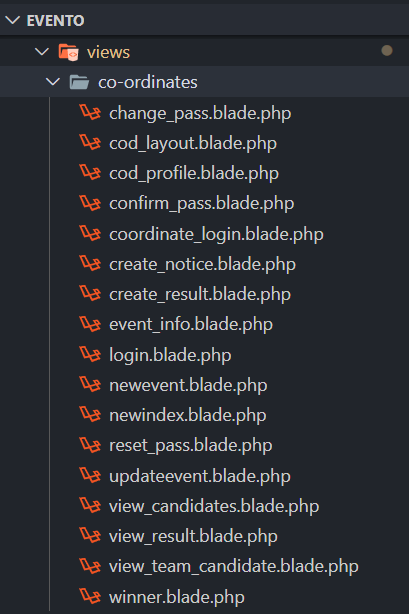 EVENTO
views
co-ordinates
change_pass.blade.php
cod_layout.blade.php
cod_profile.blade.php
confirm_pass.blade.php
coordinate_login.blade.php
create_notice.blade.php
create_result.blade.php
event_info.blade.php
login.blade.php
newevent.blade.php
newindex.blade.php
reset_pass.blade.php
updateevent.blade.php
view_candidates.blade.php
view_result.blade.php
view_team_candidate.blade.php
winner.blade.php